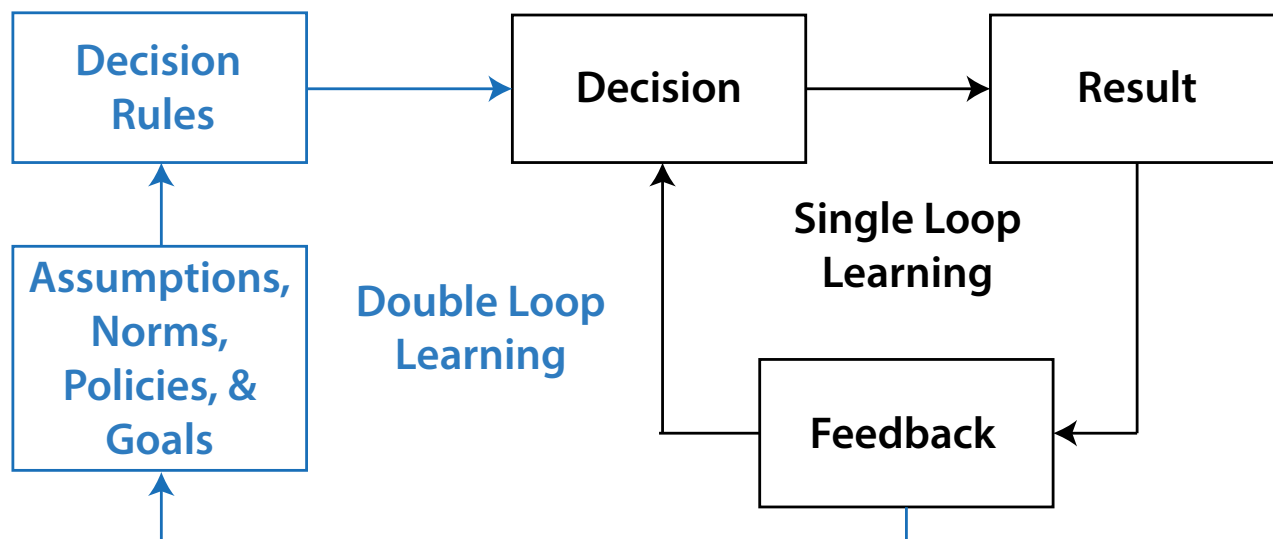 Decision
Rules
Decision
Result
Single Loop
Learning
Assumptions,
Norms,
Policies, &
Goals
Double Loop
Learning
Feedback